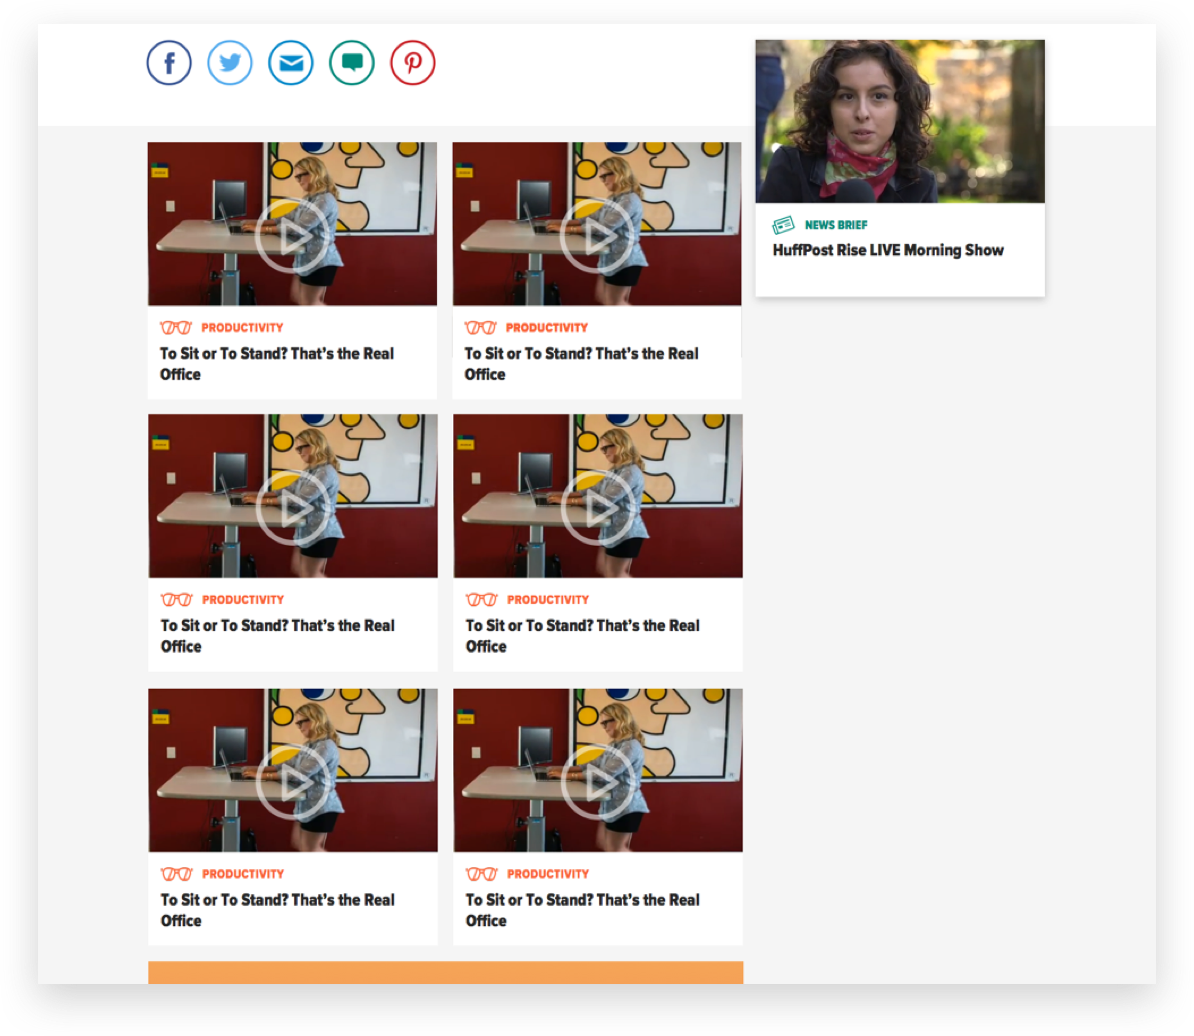 PRODUCTIVITY
To Sit or To Stand? That's the Real
Office
PRODUCTIVITY
To Sit or To Stand? That's the Real
Office
NEWS BRIEF
HuffPost Rise LIVE Morning Show
PRODUCTIVITY
To Sit or To Stand? That's the Real
Office
PRODUCTIVITY
To Sit or To Stand? That's the Real
Office
PRODUCTIVITY
To Sit or To Stand? That's the Real
Office
PRODUCTIVITY
To Sit or To Stand? That's the Real
Office